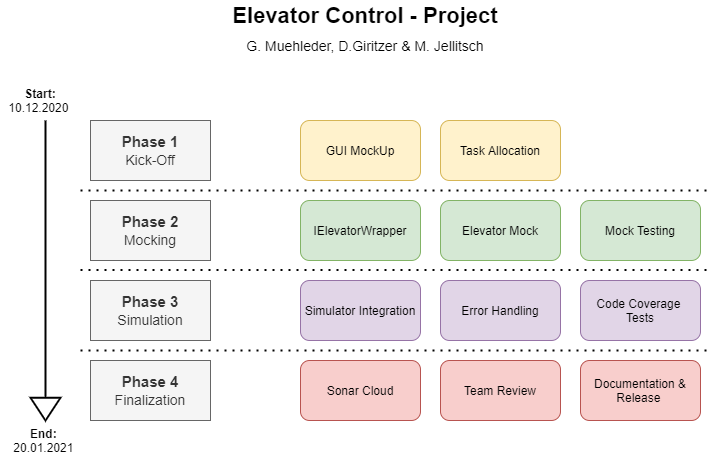 Elevator Control - Project
G. Muehleder, D.Giritzer & M. Jellitsch
Start:
10.12.2020
Phase 1
Kick-Off
GUI MockUp
Task Allocation
Phase 2
Mocking
IElevatorWrapper
Elevator Mock
Mock Testing
Phase 3
Simulation
Simulator Integration
Error Handling
Code Coverage
Tests
Phase 4
Finalization
Sonar Cloud
Team Review
Documentation &
Release
End:
20.01.2021